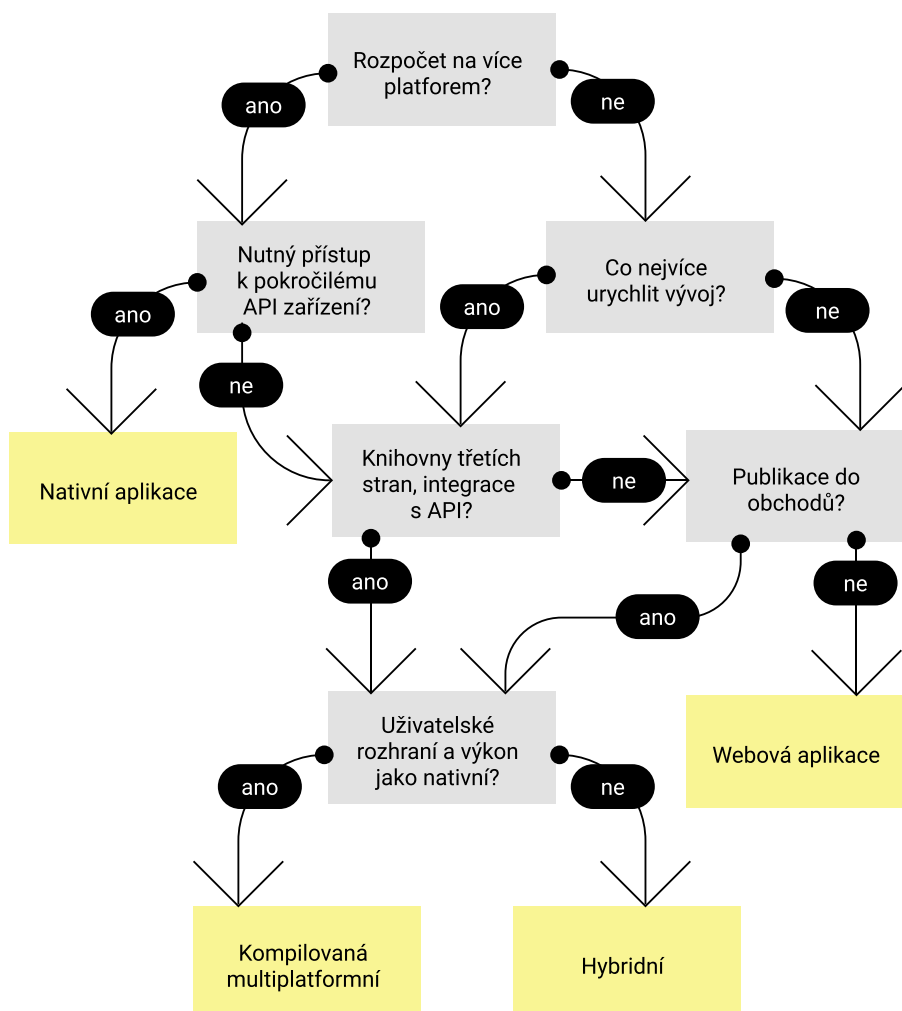 Rozpočet na více
platforem?
ano
ne
Nutný přístup
k pokročilému
API zařízení?
Co nejvíce
urychlit vývoj?
ano
ne
ano
ne
Nativní aplikace
Knihovny třetích
stran, integrace
s API?
ne
Publikace do
obchodů?
ano
ano
ne
Uživatelské
rozhraní a výkon
jako nativní?
Webová aplikace
ano
ne
Kompilovaná
multiplatformní
Hybridní